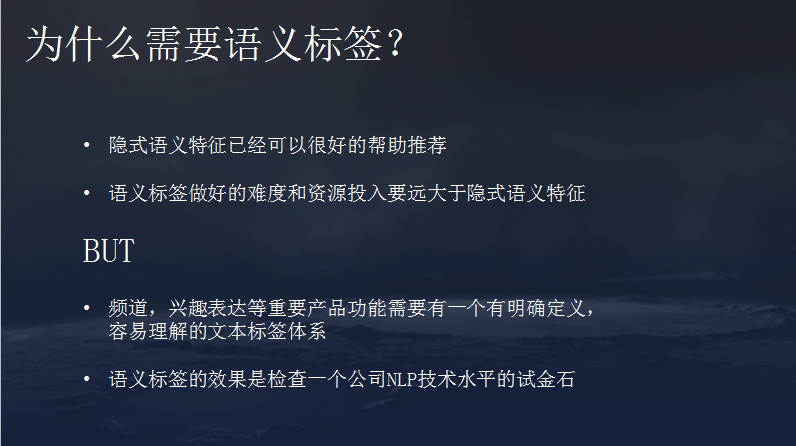 为什么需要语义标签？
• 隐式语义特征已经可以很好的帮助推荐
• 语义标签做好的难度和资源投入要远大于隐式语义特征
BUT
• 频道，兴趣表达等重要产品功能需要有一个有明确定义，
容易理解的文本标签体系
• 语义标签的效果是检查一个公司NLP技术水平的试金石